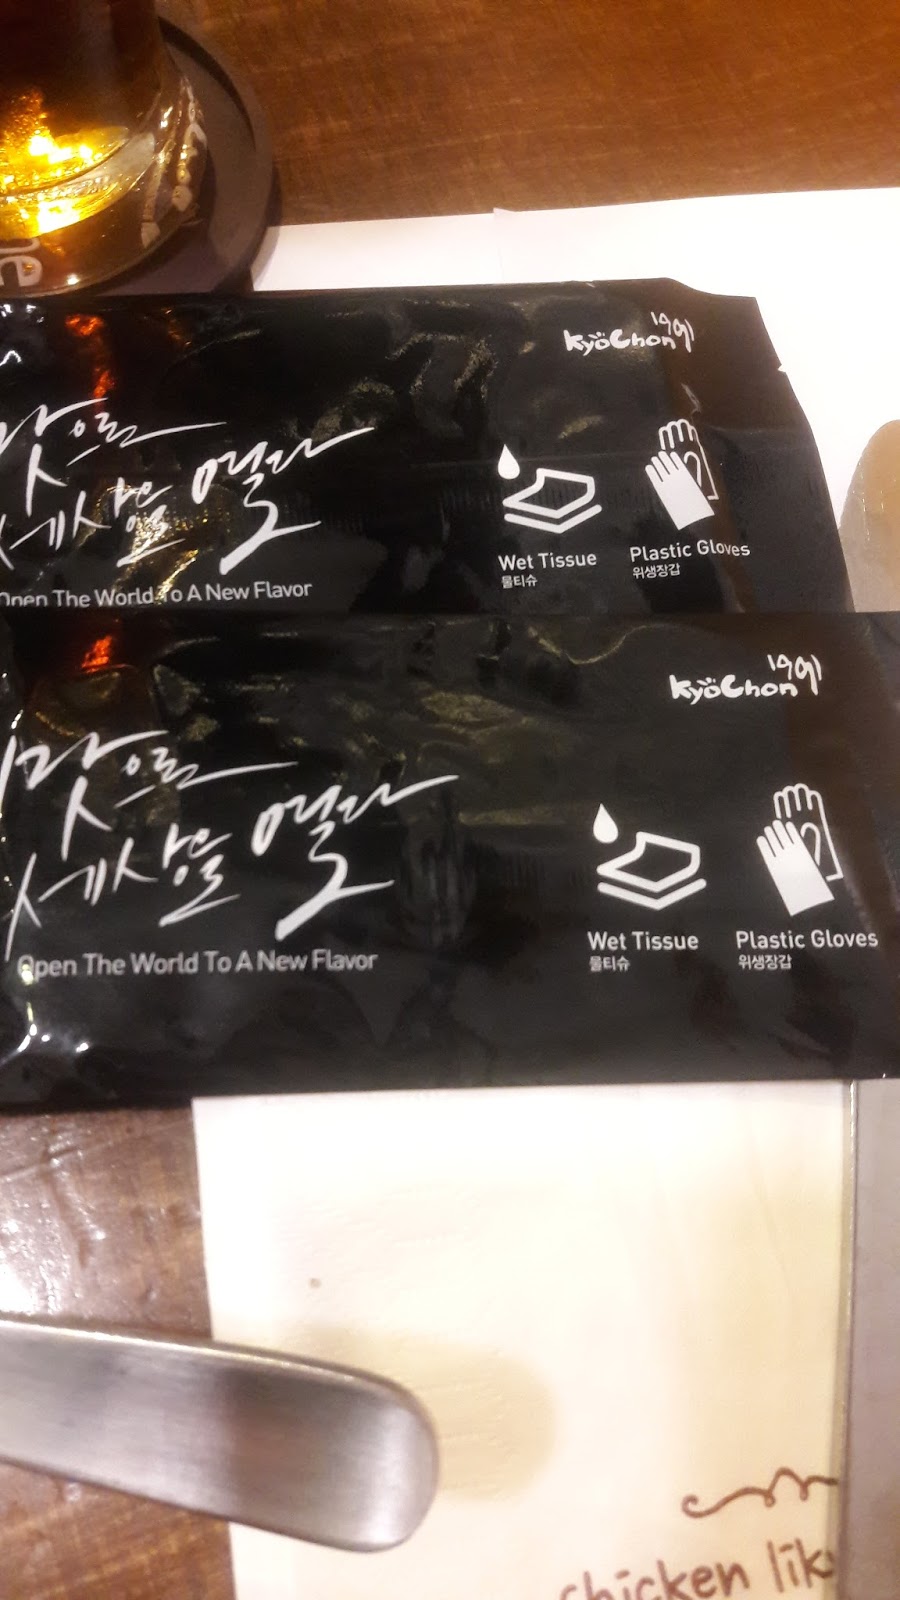 KyoChon 1991
맛으로
세상을 열다
Open The World To A New Flavor
Wet Tissue
물티슈
Plastic Gloves
위생장갑
KyoChon 1991
맛으로
세상을 열다
Open The World To A New Flavor
Wet Tissue
물티슈
Plastic Gloves
위생장갑
chicken